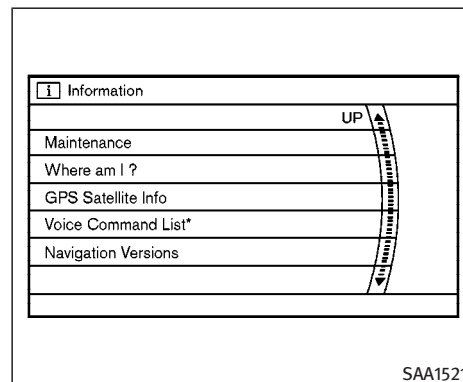 i Information
UP
Maintenance
Where am I ?
GPS Satellite Info
Voice Command List*
Navigation Versions
SAA1521